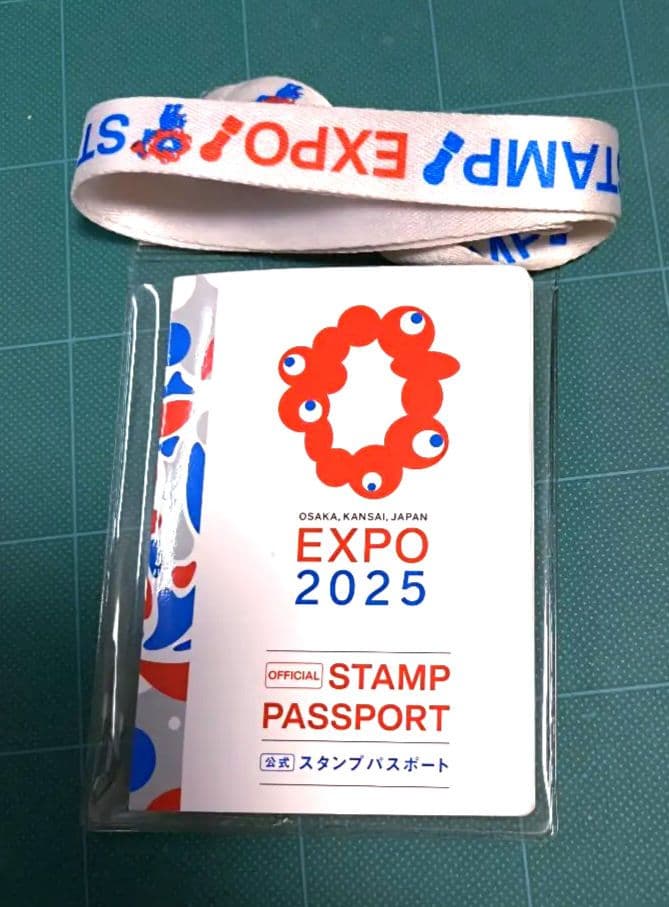 ST EXPO! STAMP!
OSAKA, KANSAI, JAPAN
EXPO
2025
OFFICIAL STAMP
PASSPORT
公式 スタンプパスポート